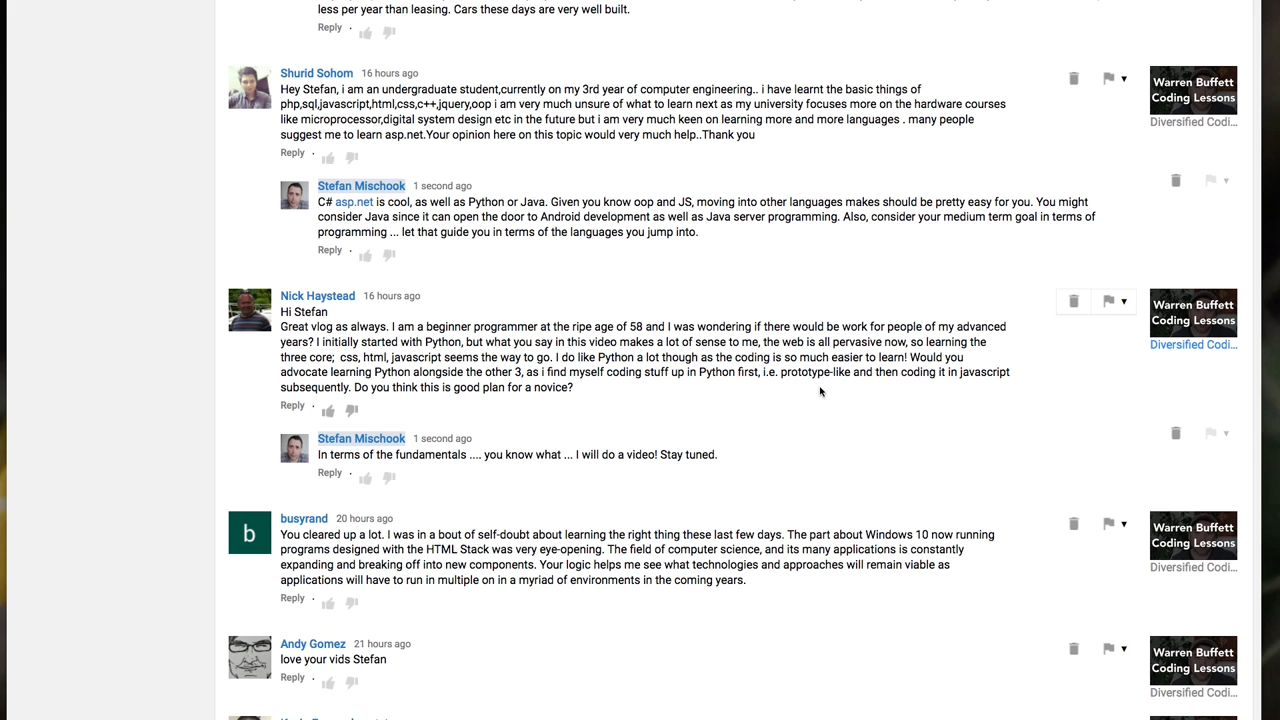 less per year than leasing. Cars these days are very well built.
Reply ·
Shurid Sohom 16 hours ago
Hey Stefan, i am an undergraduate student,currently on my 3rd year of computer engineering.. i have learnt the basic things of
php,sql,javascript,html,css,c++,jquery,oop i am very much unsure of what to learn next as my university focuses more on the hardware courses
like microprocessor,digital system design etc in the future but i am very much keen on learning more and more languages . many people
suggest me to learn asp.net.Your opinion here on this topic would very much help..Thank you
Reply ·
Warren Buffett
Coding Lessons
Diversified Codi...
Stefan Mischook 1 second ago
C# asp.net is cool, as well as Python or Java. Given you know oop and JS, moving into other languages makes should be pretty easy for you. You might
consider Java since it can open the door to Android development as well as Java server programming. Also, consider your medium term goal in terms of
programming ... let that guide you in terms of the languages you jump into.
Reply ·
Nick Haystead 16 hours ago
Hi Stefan
Great vlog as always. I am a beginner programmer at the ripe age of 58 and I was wondering if there would be work for people of my advanced
years? I initially started with Python, but what you say in this video makes a lot of sense to me, the web is all pervasive now, so learning the
three core; css, html, javascript seems the way to go. I do like Python a lot though as the coding is so much easier to learn! Would you
advocate learning Python alongside the other 3, as i find myself coding stuff up in Python first, i.e. prototype-like and then coding it in javascript
subsequently. Do you think this is good plan for a novice?
Reply ·
Warren Buffett
Coding Lessons
Diversified Codi...
Stefan Mischook 1 second ago
In terms of the fundamentals .... you know what ... I will do a video! Stay tuned.
Reply ·
b
busyrand 20 hours ago
You cleared up a lot. I was in a bout of self-doubt about learning the right thing these last few days. The part about Windows 10 now running
programs designed with the HTML Stack was very eye-opening. The field of computer science, and its many applications is constantly
expanding and breaking off into new components. Your logic helps me see what technologies and approaches will remain viable as
applications will have to run in multiple on in a myriad of environments in the coming years.
Reply ·
Warren Buffett
Coding Lessons
Diversified Codi...
Andy Gomez 21 hours ago
love your vids Stefan
Reply ·
Warren Buffett
Coding Lessons
Diversified Codi...